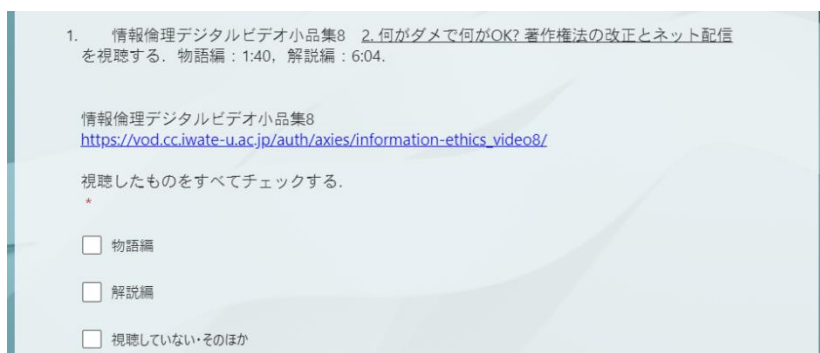 1. 情報倫理デジタルビデオ小品集8 2. 何がダメで何がOK? 著作権法の改正とネット配信
を視聴する. 物語編：1:40, 解説編：6:04.
情報倫理デジタルビデオ小品集8
https://vod.cc.iwate-u.ac.jp/auth/axies/information-ethics_video8/
視聴したものをすべてチェックする.
*
物語編
解説編
視聴していない・そのほか